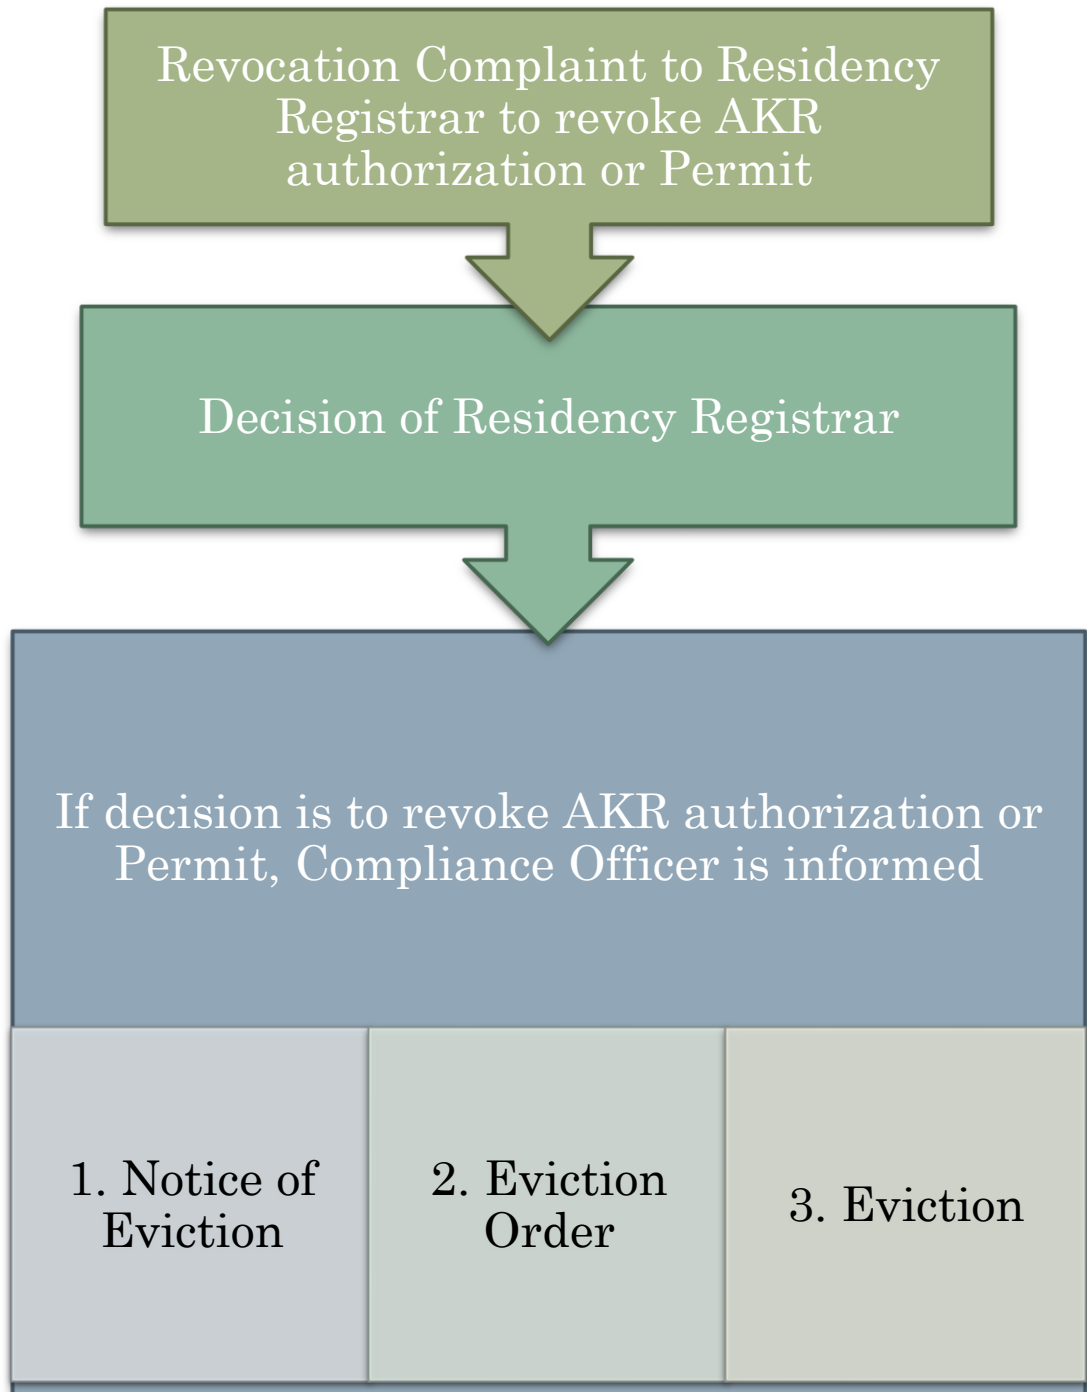 Revocation Complaint to Residency
Registrar to revoke AKR
authorization or Permit
Decision of Residency Registrar
If decision is to revoke AKR authorization or
Permit, Compliance Officer is informed
1. Notice of
Eviction
2. Eviction
Order
3. Eviction